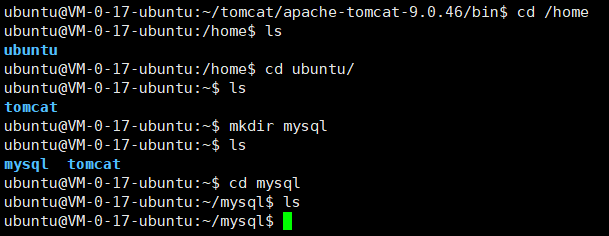 ubuntu@VM-0-17-ubuntu:~/tomcat/apache-tomcat-9.0.46/bin$ cd /home
ubuntu@VM-0-17-ubuntu:/home$ ls
ubuntu
ubuntu@VM-0-17-ubuntu:/home$ cd ubuntu/
ubuntu@VM-0-17-ubuntu:~$ ls
tomcat
ubuntu@VM-0-17-ubuntu:~$ mkdir mysql
ubuntu@VM-0-17-ubuntu:~$ ls
mysql  tomcat
ubuntu@VM-0-17-ubuntu:~$ cd mysql
ubuntu@VM-0-17-ubuntu:~/mysql$ ls
ubuntu@VM-0-17-ubuntu:~/mysql$